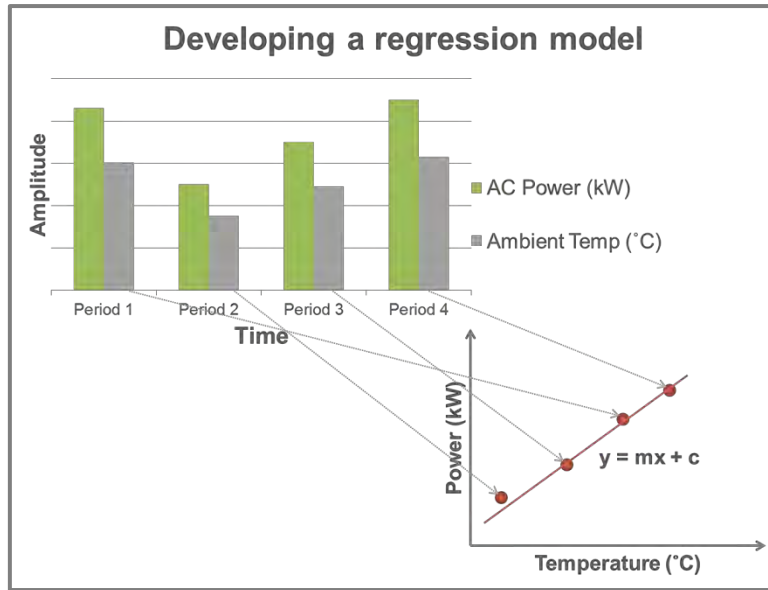 Developing a regression model
Amplitude
AC Power (kW)
Ambient Temp (˚C)
Period 1
Period 2
Period 3
Period 4
Time
Power (kW)
y = mx + c
Temperature (˚C)